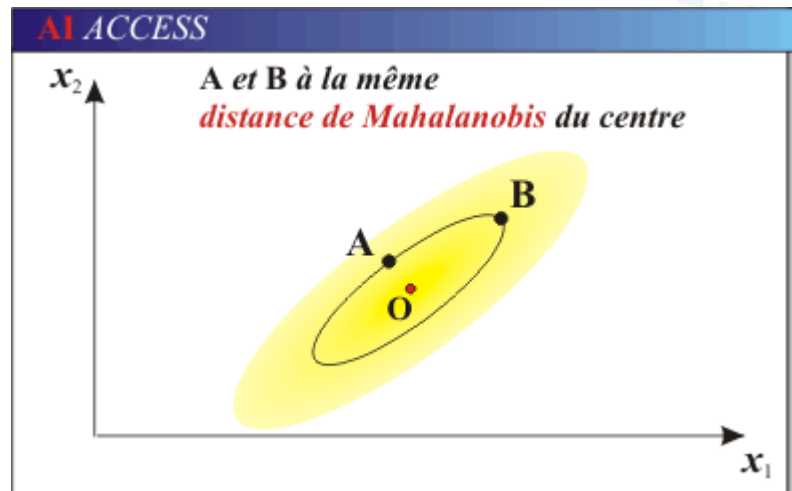 AI ACCESS
x₂
A et B à la même
distance de Mahalanobis du centre
B
A
O
x₁